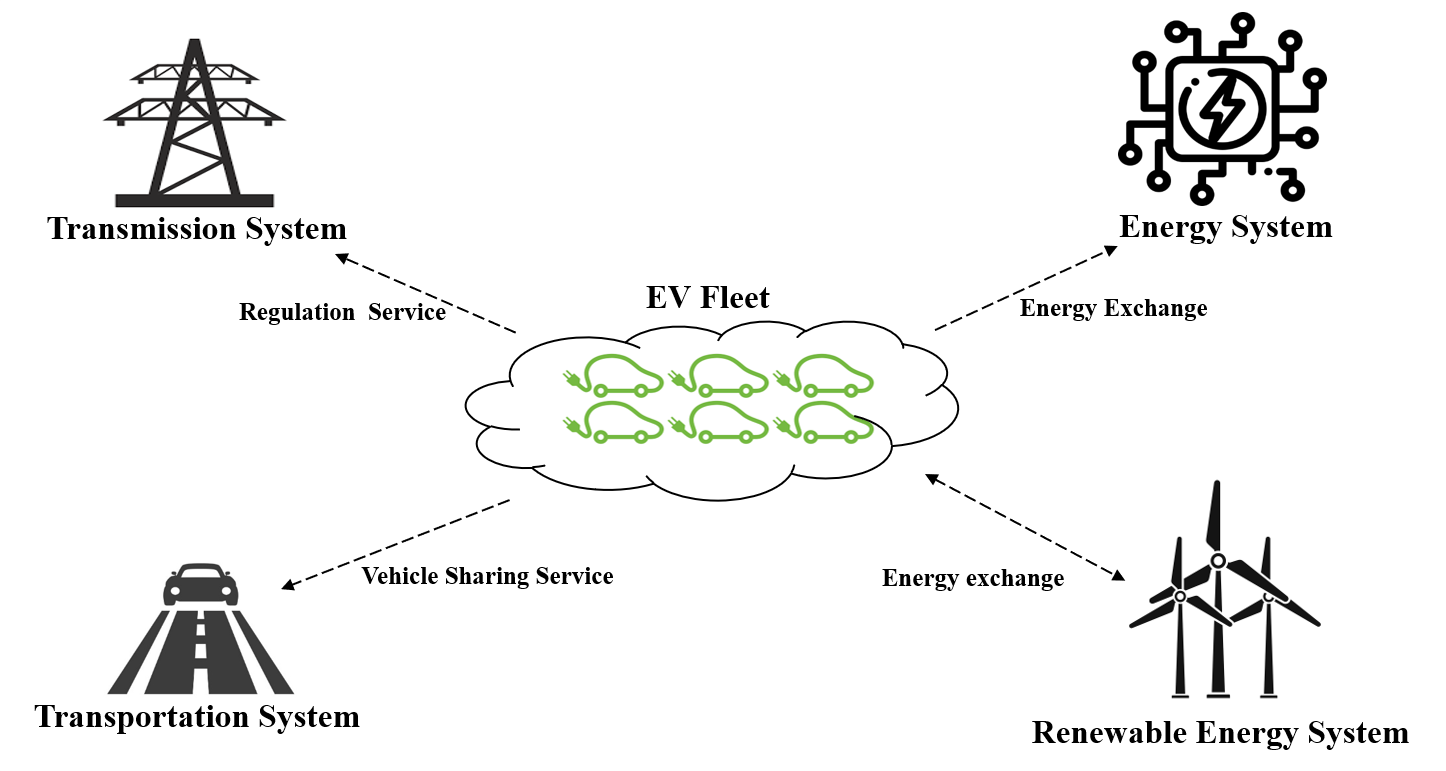 Transmission System
Energy System
Regulation  Service
EV Fleet
Energy Exchange
Vehicle Sharing Service
Energy exchange
Transportation System
Renewable Energy System